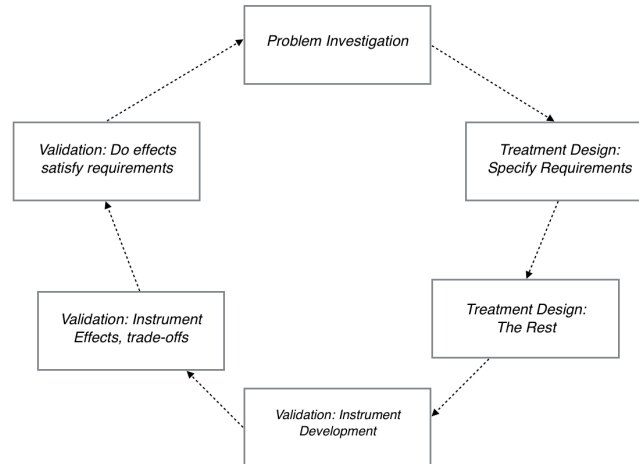 Problem Investigation
Treatment Design:
Specify Requirements
Treatment Design:
The Rest
Validation: Instrument
Development
Validation: Instrument
Effects, trade-offs
Validation: Do effects
satisfy requirements